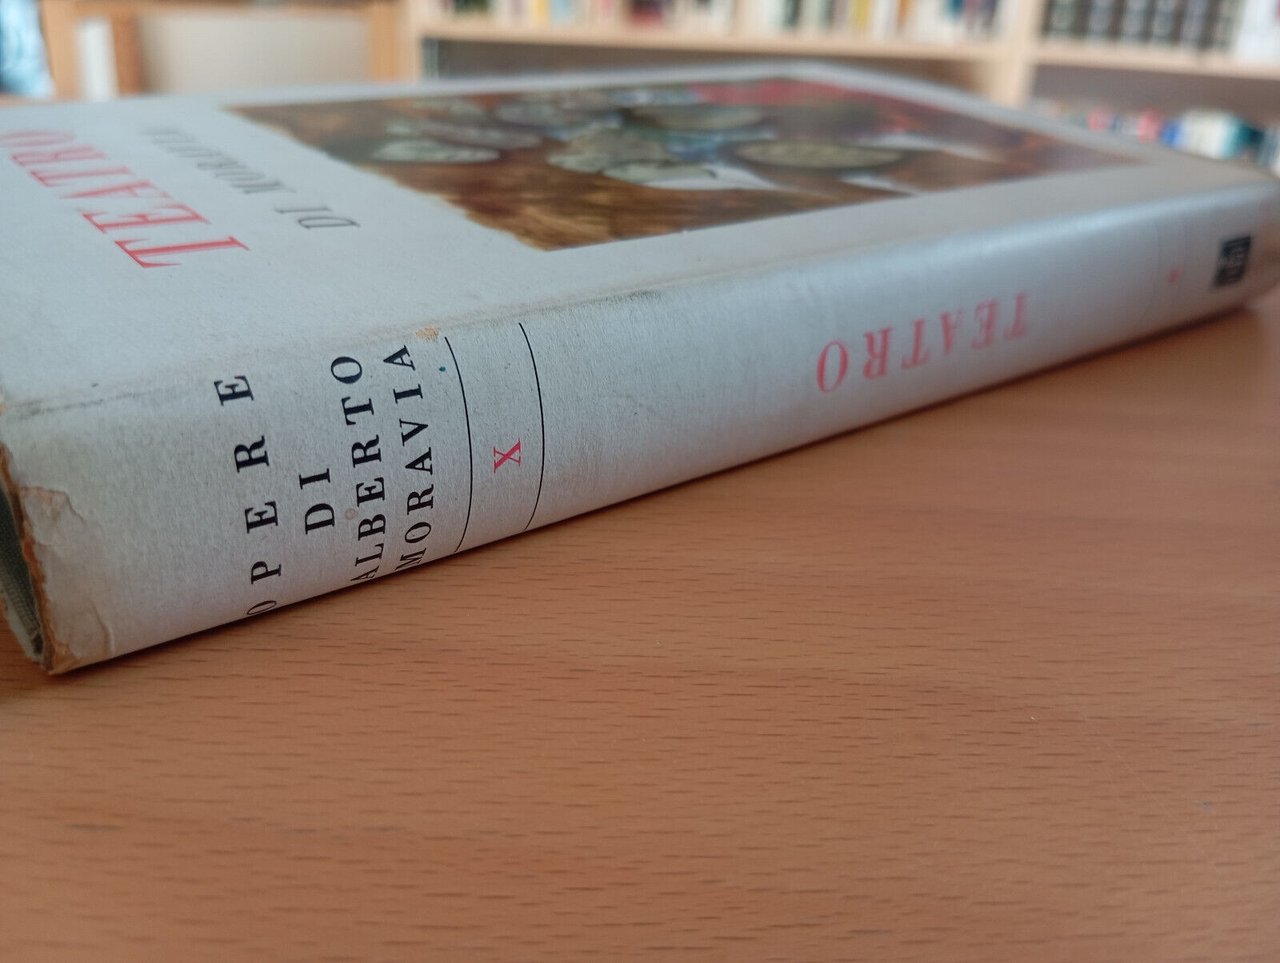 TEATRO
DI MORAVIA
OPERE
DI
ALBERTO
MORAVIA
X
TEATRO